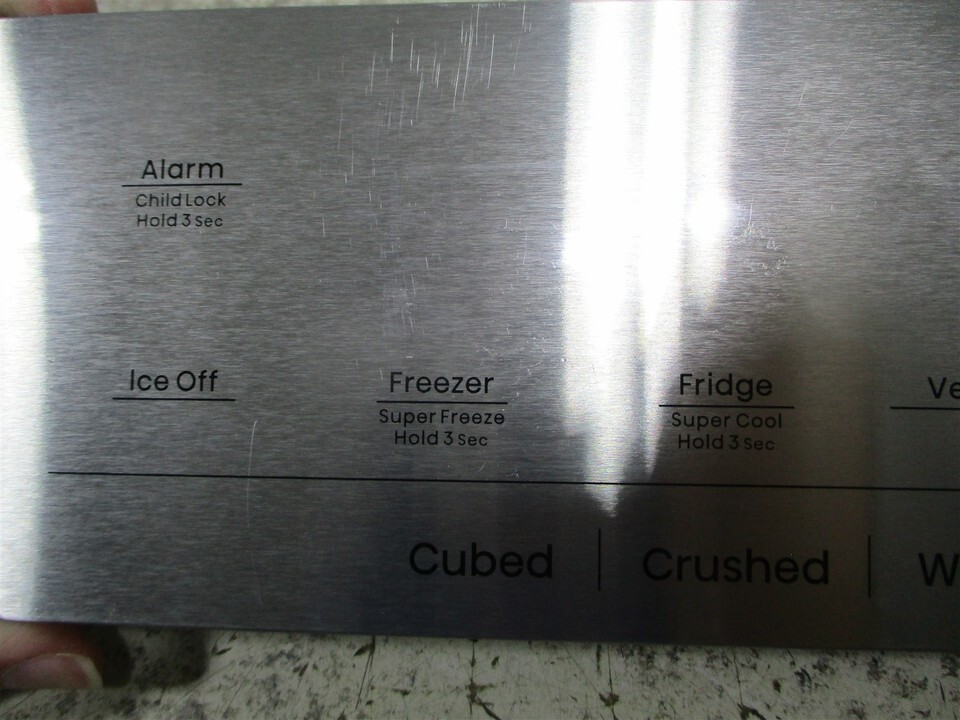 Alarm
Child Lock
Hold 3 Sec
Ice Off
Freezer
Super Freeze
Hold 3 Sec
Fridge
Super Cool
Hold 3 Sec
Cubed | Crushed